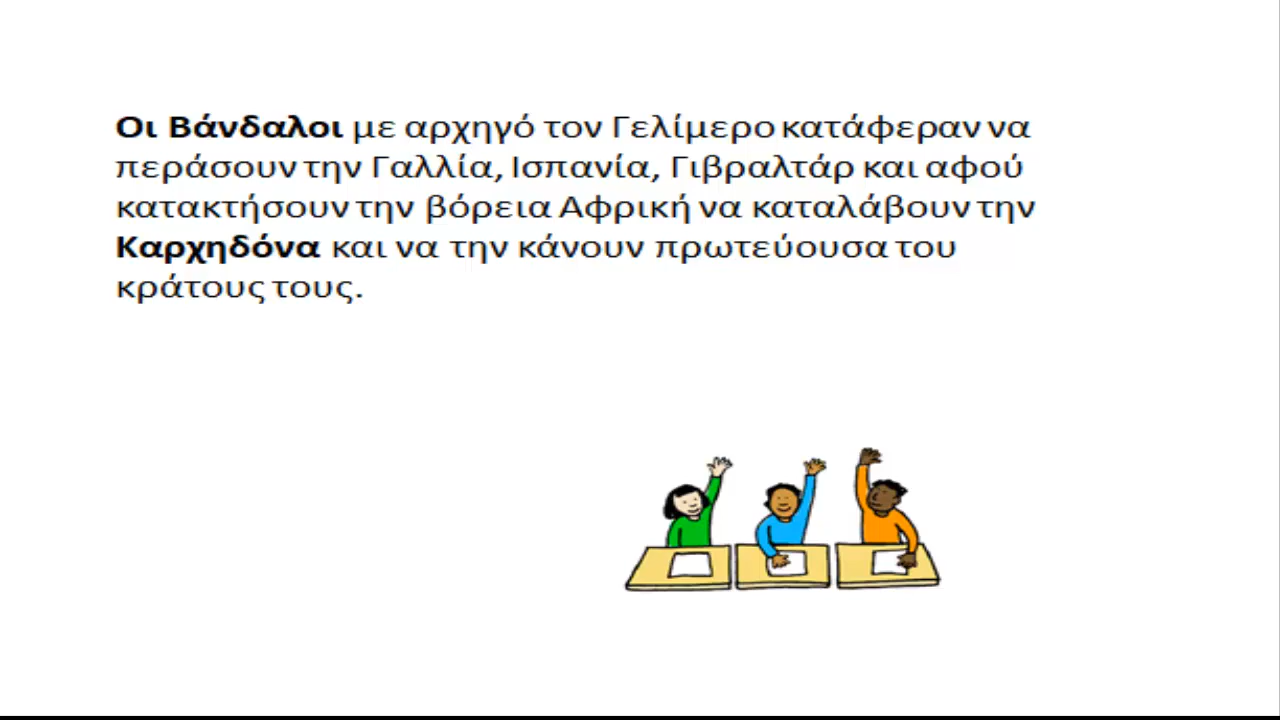 Οι Βάνδαλοι με αρχηγό τον Γελίμερο κατάφεραν να
περάσουν την Γαλλία, Ισπανία, Γιβραλτάρ και αφού
κατακτήσουν την βόρεια Αφρική να καταλάβουν την
Καρχηδόνα και να την κάνουν πρωτεύουσα του
κράτους τους.